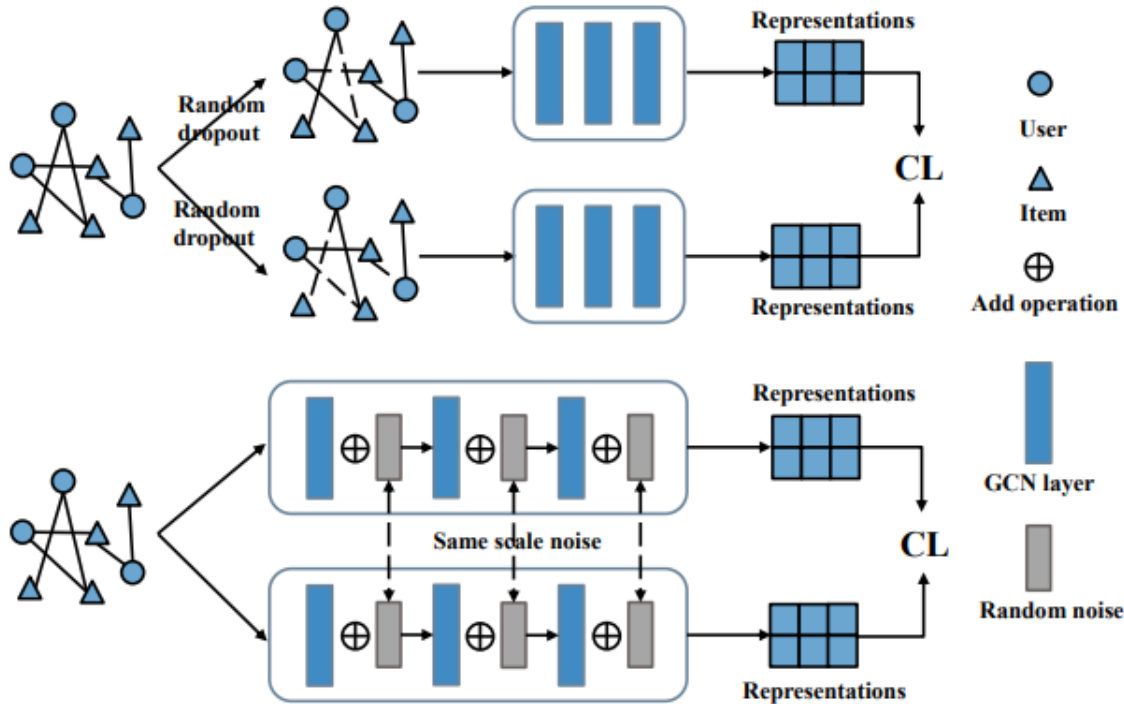 Representations
Random
dropout
User
CL
Random
dropout
Item
Add operation
Representations
Representations
GCN layer
Same scale noise
CL
Random noise
Representations